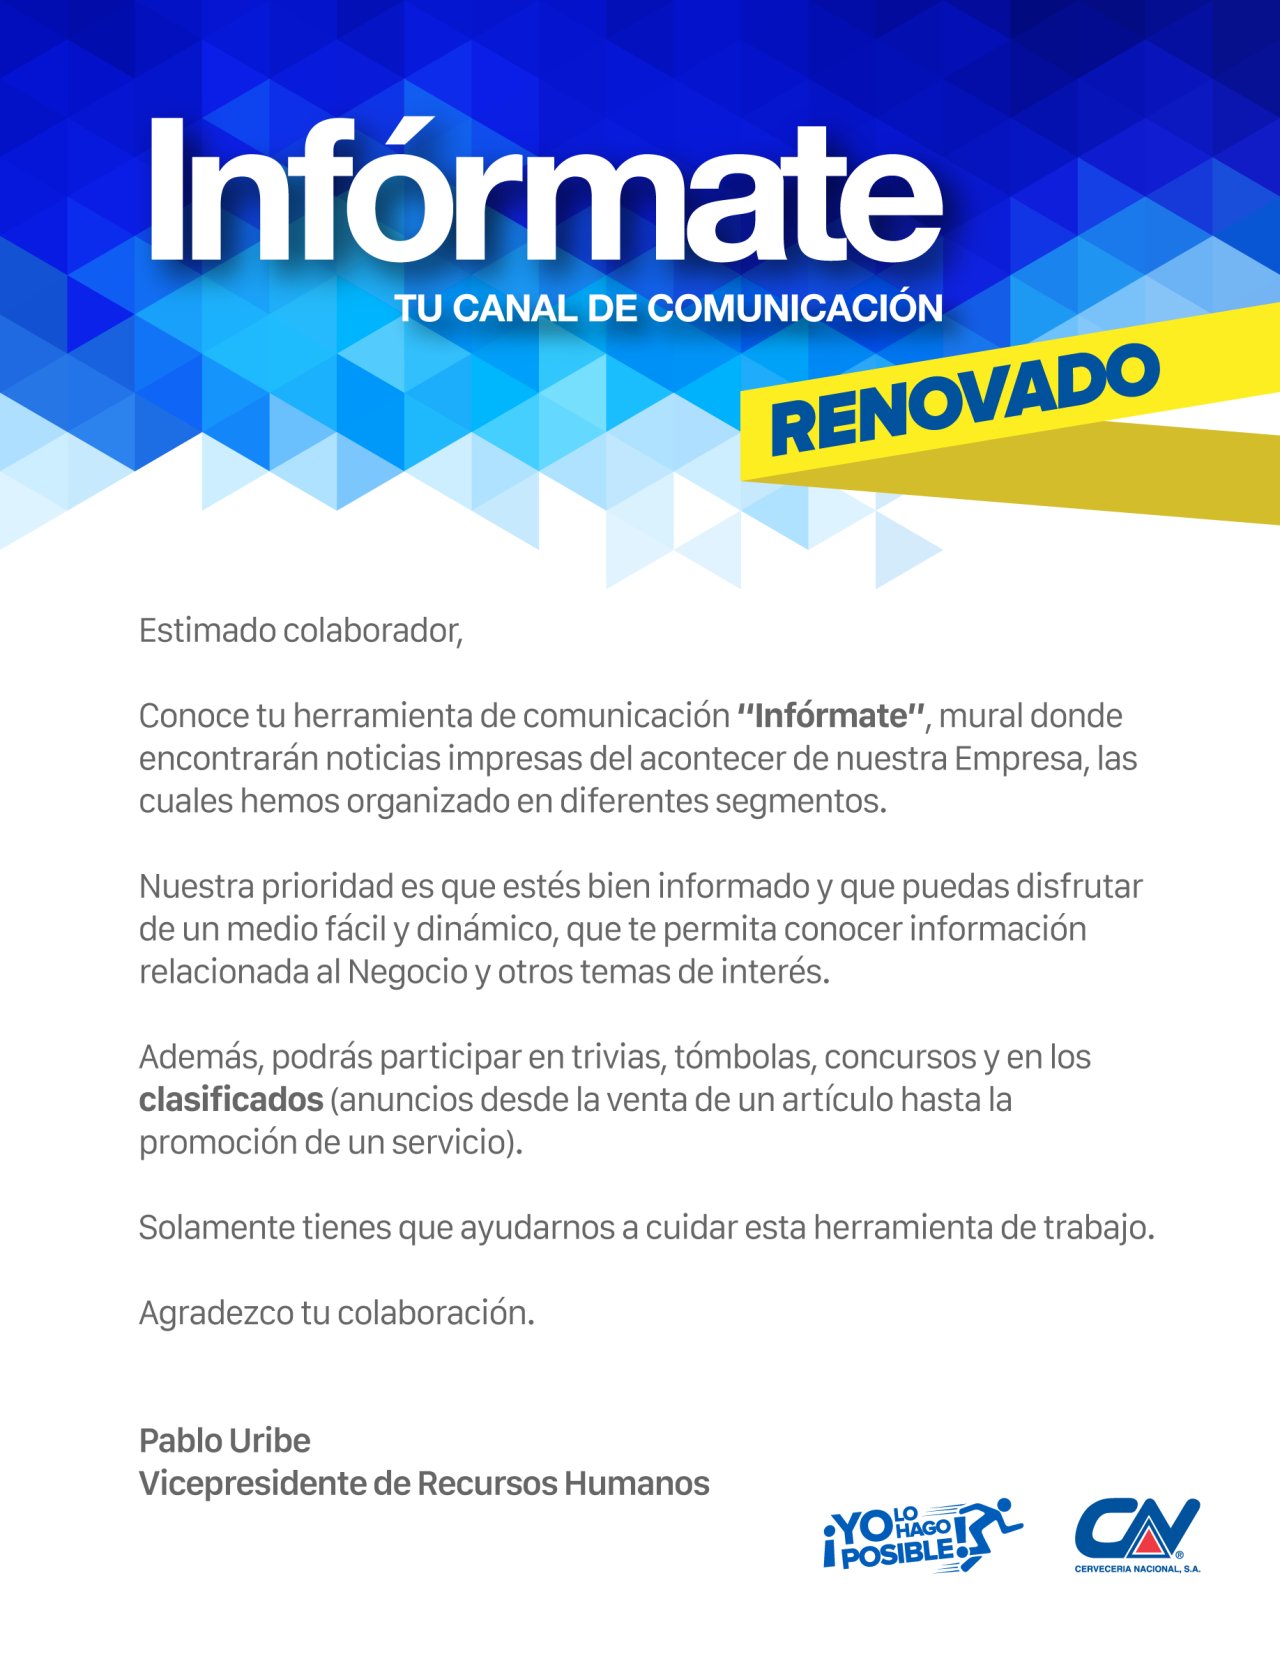 Infórmate
TU CANAL DE COMUNICACIÓN
RENOVADO
Estimado colaborador,
Conoce tu herramienta de comunicación "Infórmate", mural donde
encontrarán noticias impresas del acontecer de nuestra Empresa, las
cuales hemos organizado en diferentes segmentos.
Nuestra prioridad es que estés bien informado y que puedas disfrutar
de un medio fácil y dinámico, que te permita conocer información
relacionada al Negocio y otros temas de interés.
Además, podrás participar en trivias, tómbolas, concursos y en los
clasificados (anuncios desde la venta de un artículo hasta la
promoción de un servicio).
Solamente tienes que ayudarnos a cuidar esta herramienta de trabajo.
Agradezco tu colaboración.
Pablo Uribe
Vicepresidente de Recursos Humanos
¡YO LO
HAGO
POSIBLE!
CN®
CERVECERIA NACIONAL, S.A.